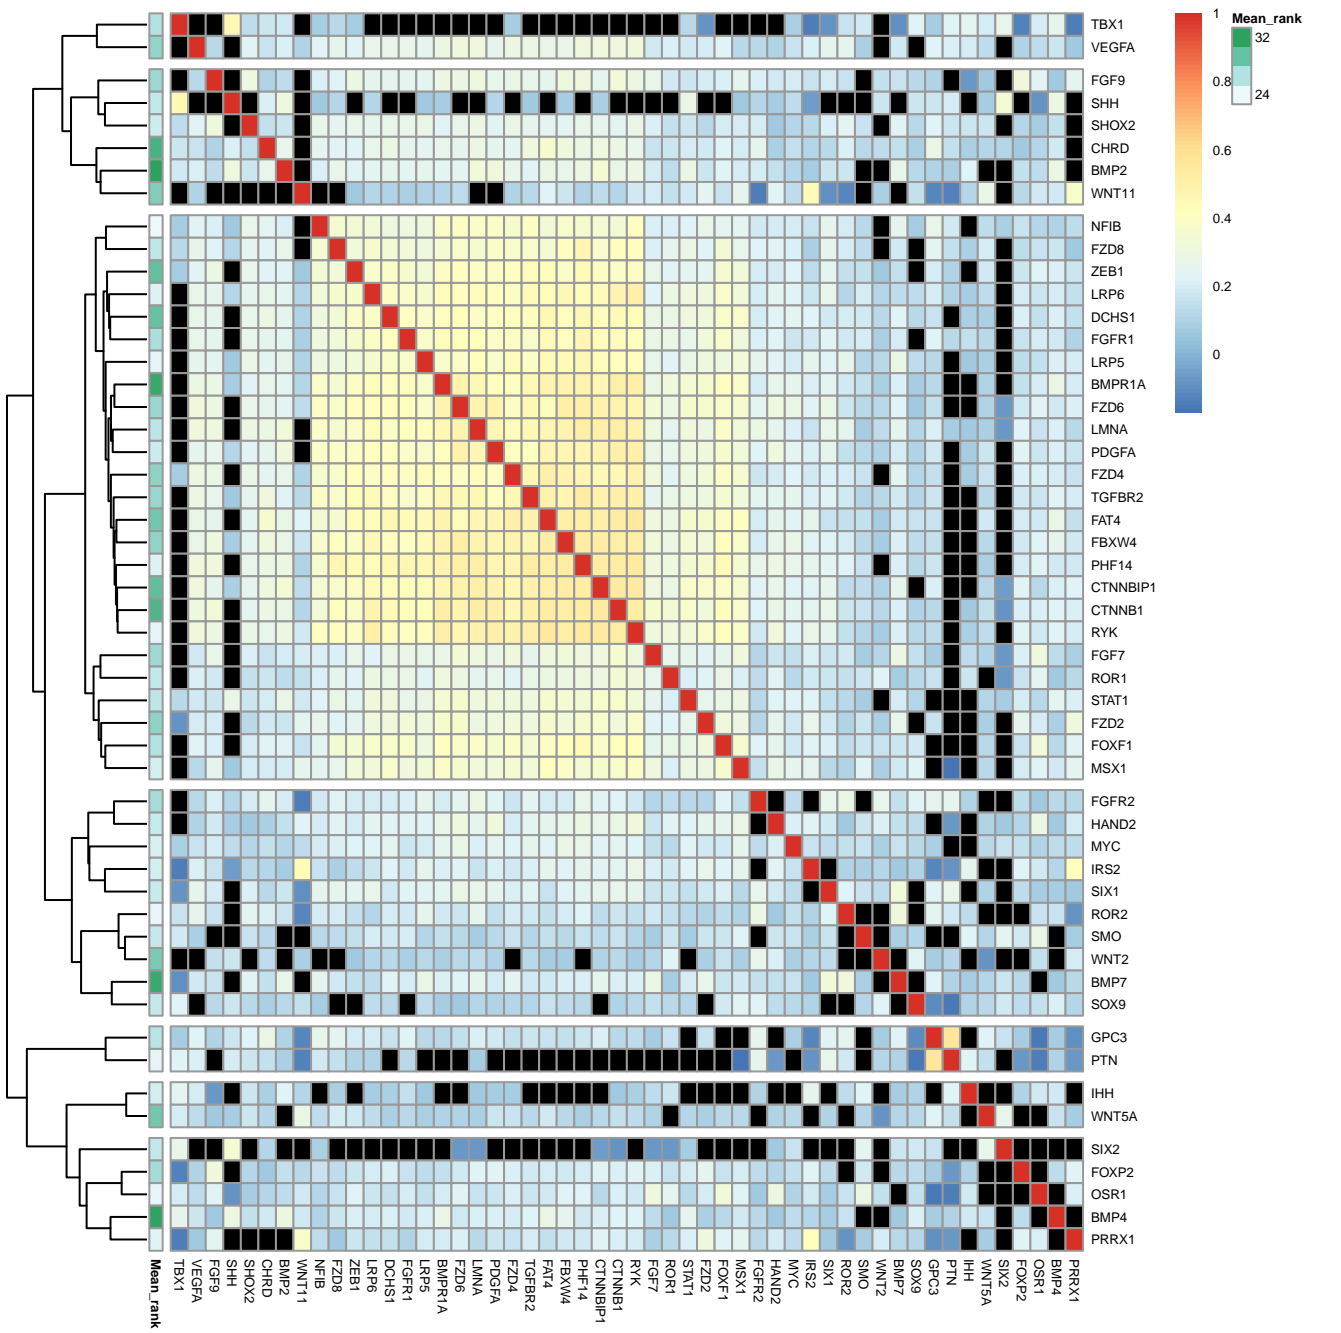 1
0.8
0.6
0.4
0.2
0
Mean_rank
32
24
TBX1
VEGFA
FGF9
SHH
SHOX2
CHRD
BMP2
WNT11
NFIB
FZD8
ZEB1
LRP6
DCHS1
FGFR1
LRP5
BMPR1A
FZD6
LMNA
PDGFA
FZD4
TGFBR2
FAT4
FBXW4
PHF14
CTNNBIP1
CTNNB1
RYK
FGF7
ROR1
STAT1
FZD2
FOXF1
MSX1
FGFR2
HAND2
MYC
IRS2
SIX1
ROR2
SMO
WNT2
BMP7
SOX9
GPC3
PTN
IHH
WNT5A
SIX2
FOXP2
OSR1
BMP4
PRRX1
Mean_rank
TBX1
VEGFA
FGF9
SHH
SHOX2
CHRD
BMP2
WNT11
NFIB
FZD8
ZEB1
LRP6
DCHS1
FGFR1
LRP5
BMPR1A
FZD6
LMNA
PDGFA
FZD4
TGFBR2
FAT4
FBXW4
PHF14
CTNNBIP1
CTNNB1
RYK
FGF7
ROR1
STAT1
FZD2
FOXF1
MSX1
FGFR2
HAND2
MYC
IRS2
SIX1
ROR2
SMO
WNT2
BMP7
SOX9
GPC3
PTN
IHH
WNT5A
SIX2
FOXP2
OSR1
BMP4
PRRX1